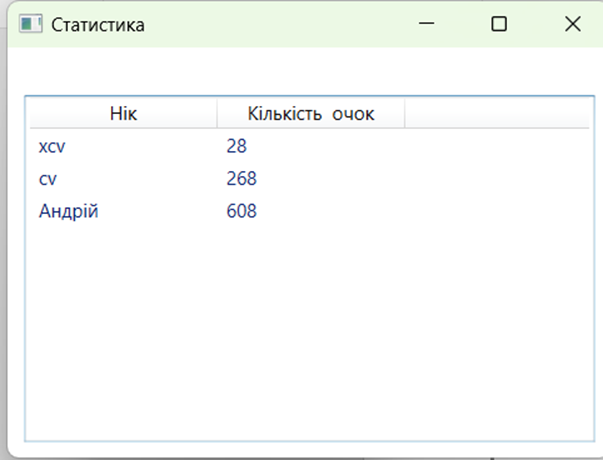 Статистика
Нік Кількість очок
xcv 28
cv 268
Андрій 608